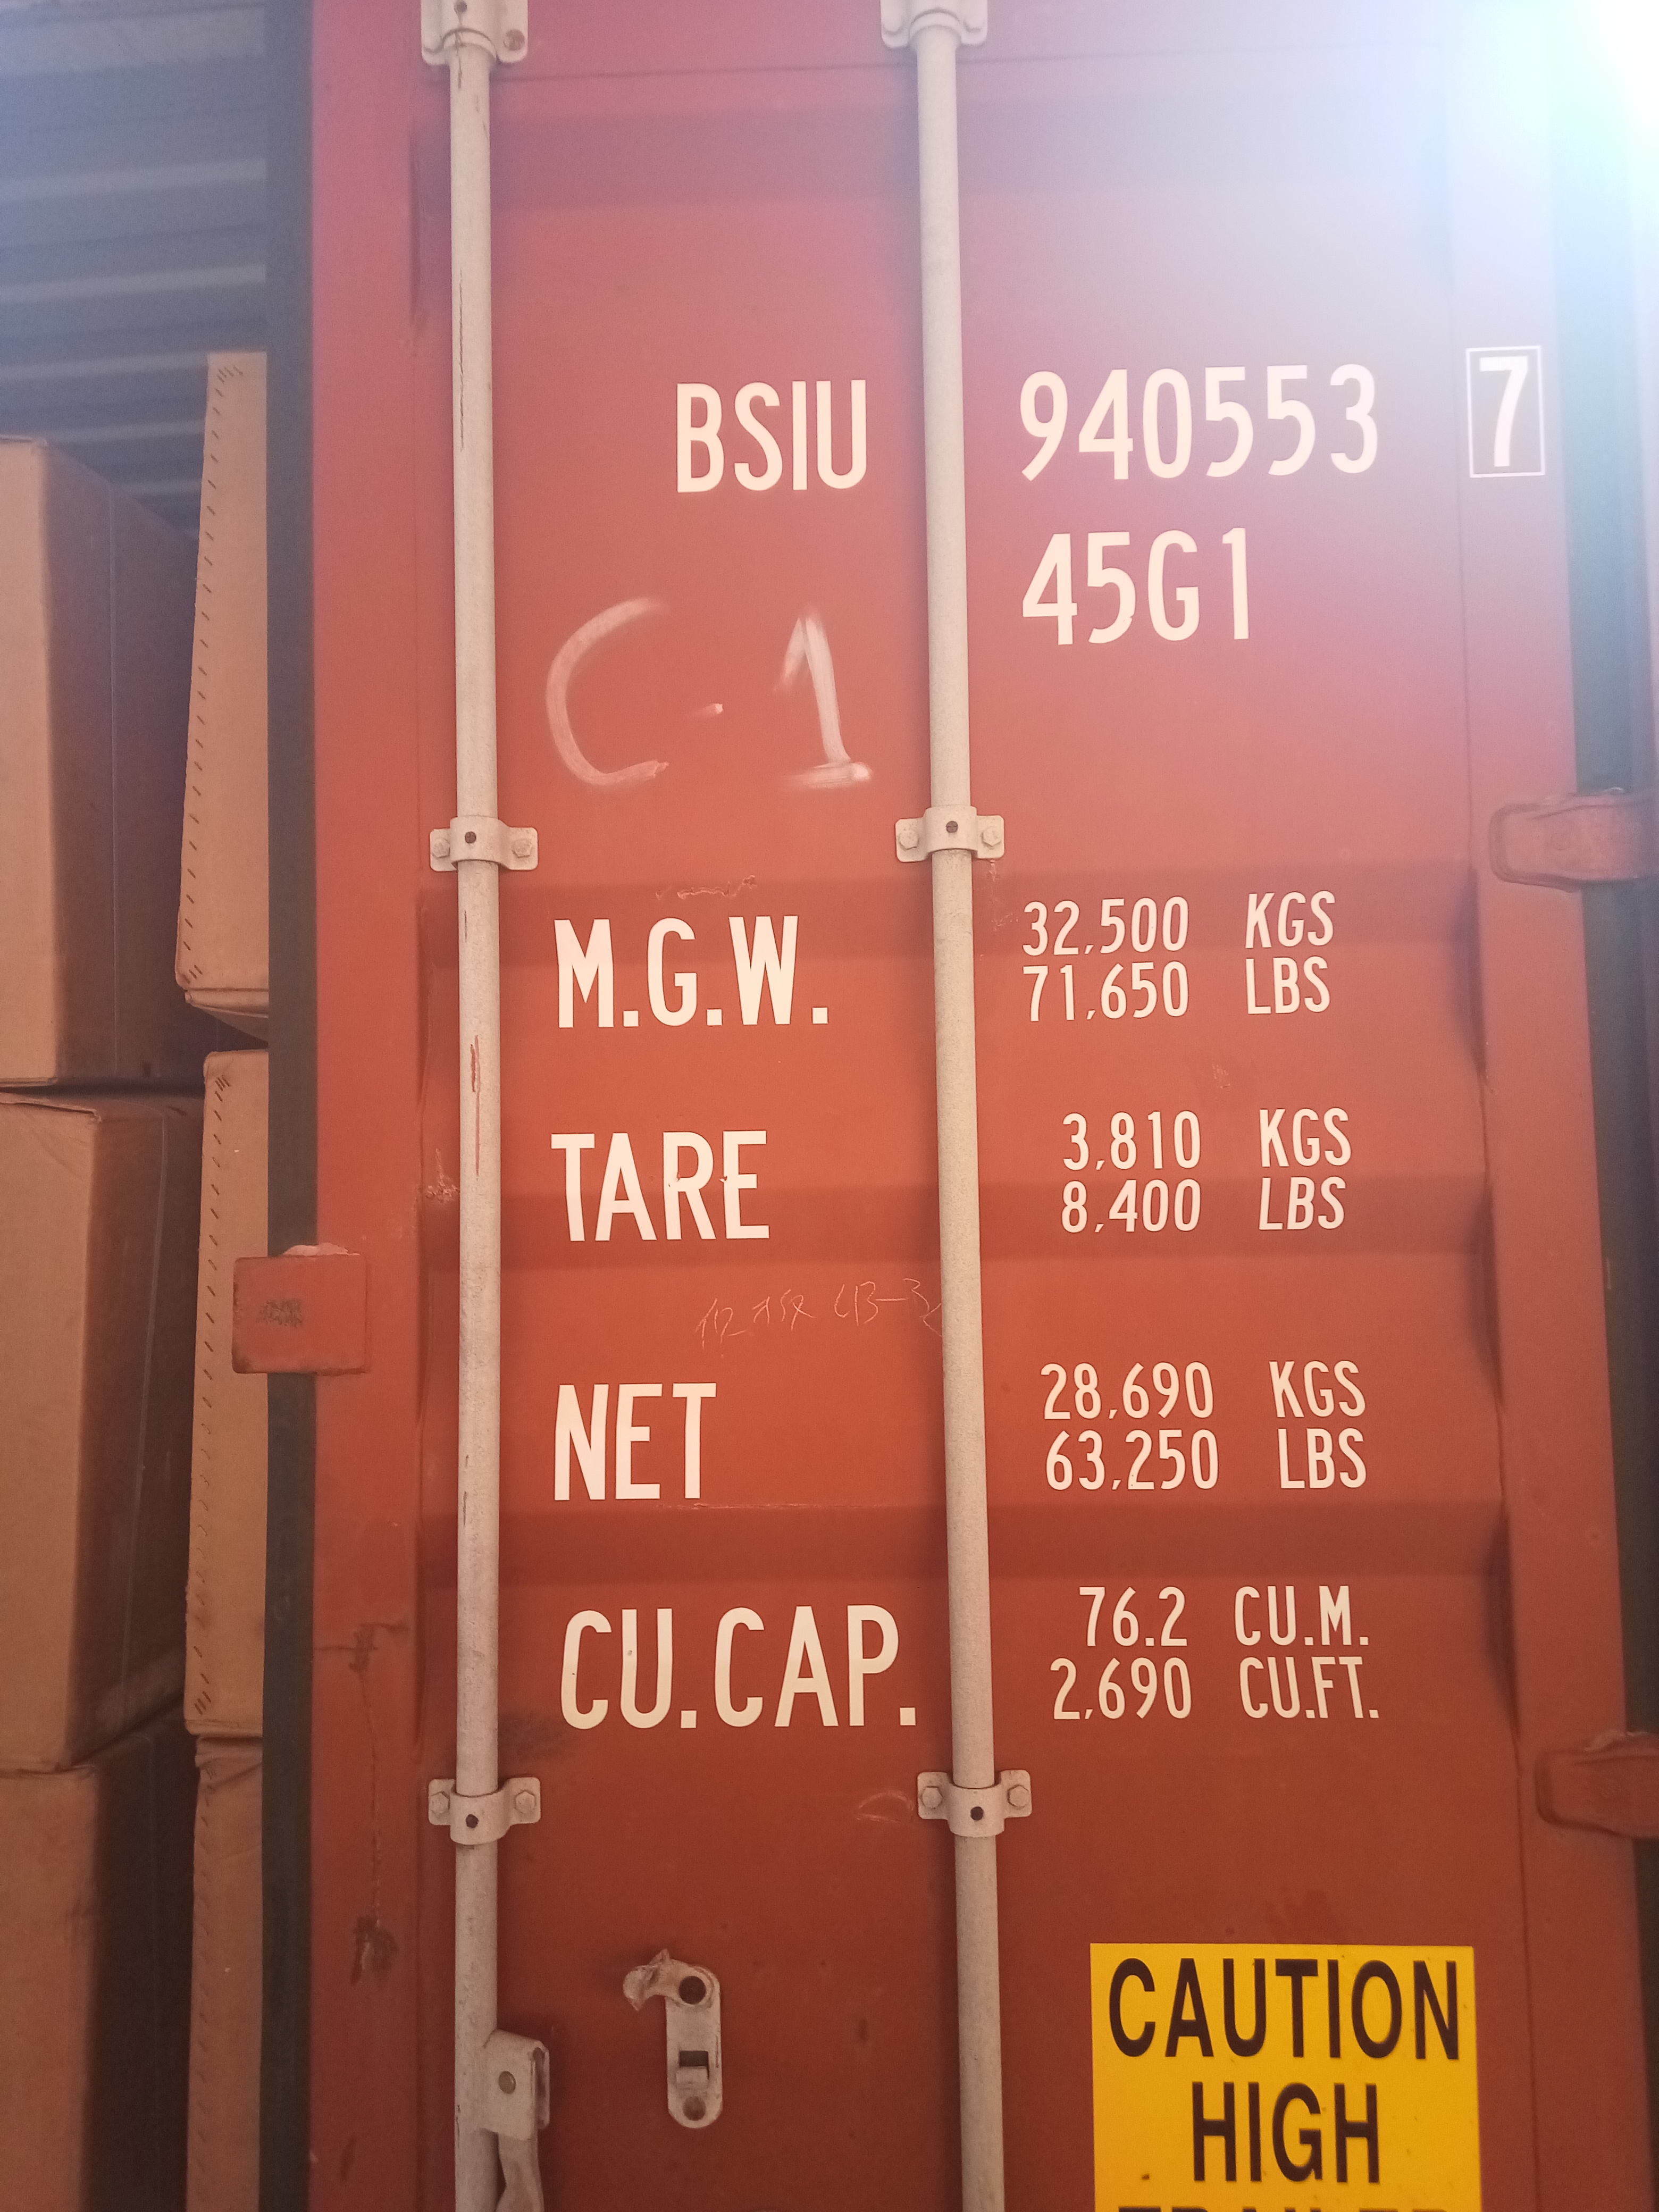 BSIU 940553 7
45G1
C-1
M.G.W. 32,500 KGS
71,650 LBS
TARE 3,810 KGS
8,400 LBS
NET 28,690 KGS
63,250 LBS
CU.CAP. 76.2 CU.M.
2,690 CU.FT.
CAUTION
HIGH